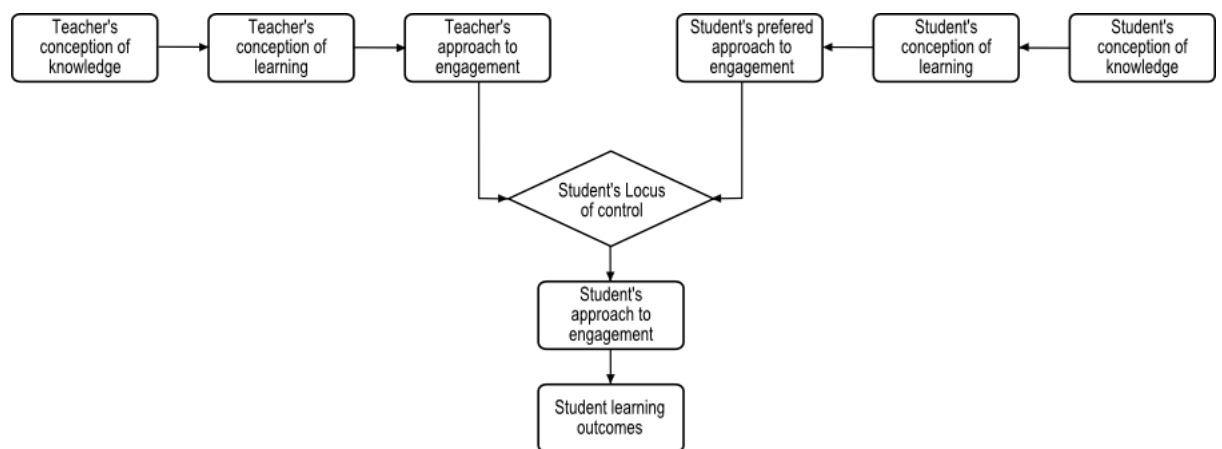 Teacher's
conception of
knowledge
Teacher's
conception of
learning
Teacher's
approach to
engagement
Student's prefered
approach to
engagement
Student's
conception of
learning
Student's
conception of
knowledge
Student's Locus
of control
Student's
approach to
engagement
Student learning
outcomes